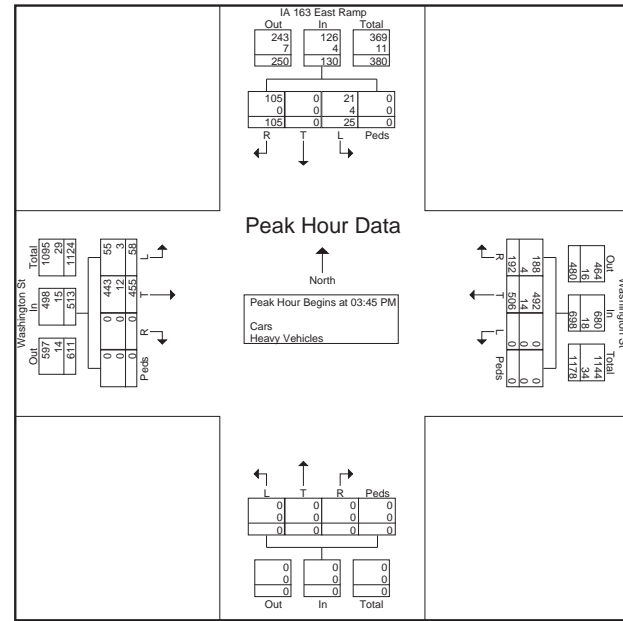 IA 163 East Ramp
Out In Total
243 126 369
7 4 11
250 130 380
105 0 21 0
0 0 4 0
105 0 25 0
R T L Peds
Washington St
Out In Total
597 498 1095
14 15 29
611 513 1124
0 0 443 55
0 0 12 3
0 0 455 58
Peds R T L
Peak Hour Data
North
Peak Hour Begins at 03:45 PM
Cars
Heavy Vehicles
Washington St
Out In Total
464 680 1144
16 18 34
480 698 1178
188 492 0 0
4 14 0 0
192 506 0 0
R T L Peds
L T R Peds
0 0 0 0
0 0 0 0
0 0 0 0
0 0 0
0 0 0
0 0 0
Out In Total